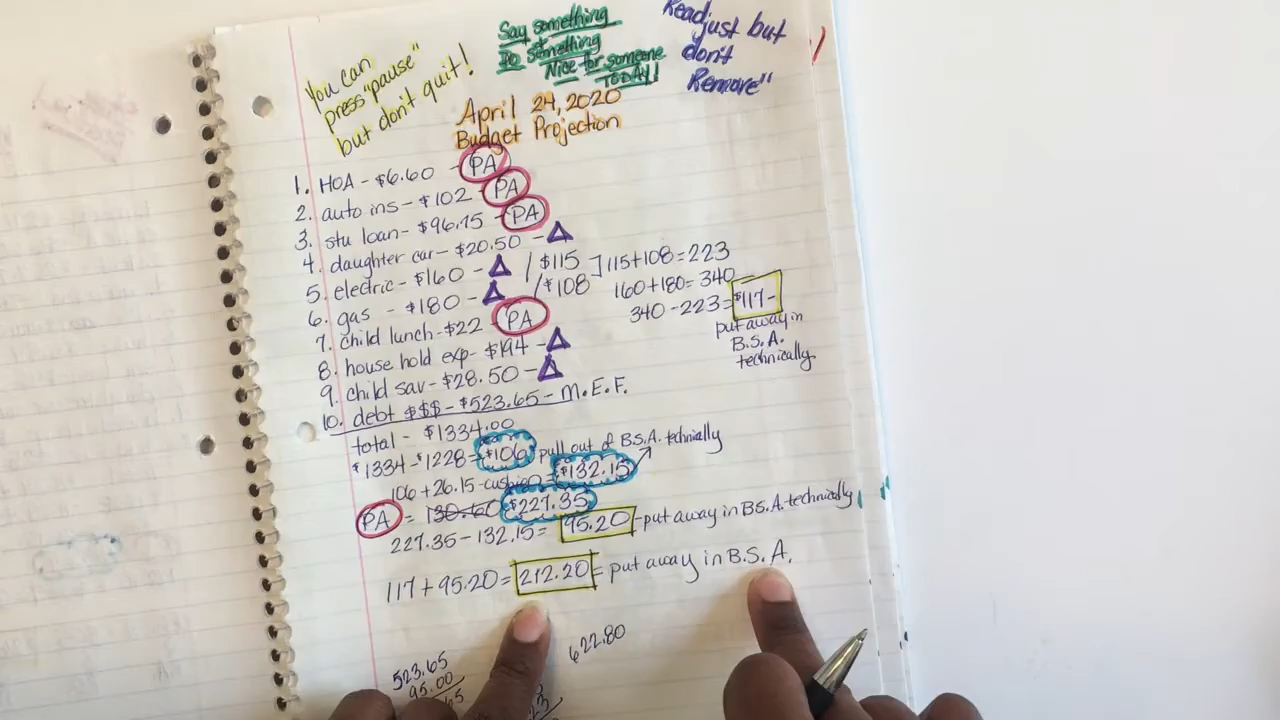 You can
press "pause"
but don't quit!
Say something
Do something
Nice for someone
TODAY!
Readjust but
don't
Remove"
April 24, 2020
Budget Projection
1. HOA - $6.60 - PA
2. auto ins - $102 - PA
3. stu loan - $96.75 - PA
4. daughter car - $20.50 - Δ
5. electric - $160 - Δ / $115
6. gas - $180 - Δ / $108
115+108=223
160+180=340
340-223=$117-
put away in
B.S.A.
technically
7. child lunch - $22 - PA
8. house hold exp - $194 - Δ
9. child sav - $28.50 - Δ
10. debt $$$ - $523.65 - M.E.F.
total - $1334.00
$1334-$1228=$106 pull out of B.S.A. technially
106+26.15-cushion=$132.15
PA = 130.60 $227.35
227.35-132.15= 95.20 -put away in B.S.A. technically
117+95.20=212.20= put away in B.S.A.
622.80
523.65
95.00